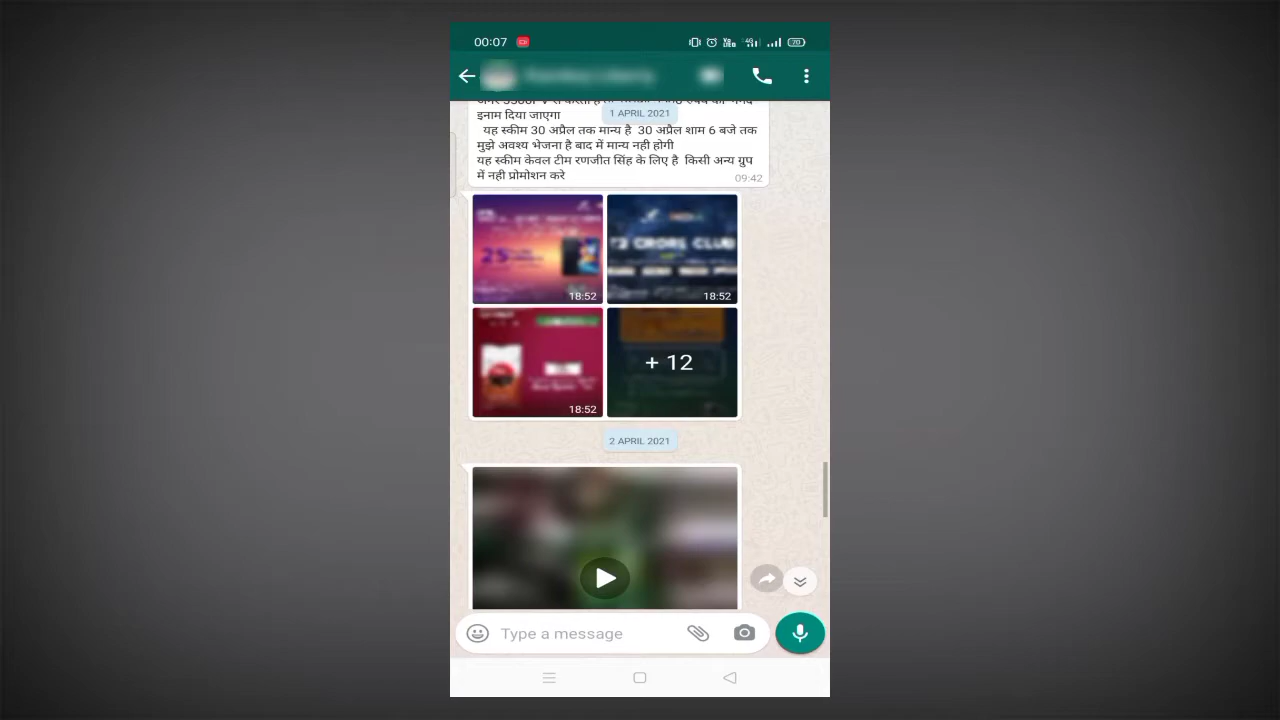 00:07
1 APRIL 2021
इनाम दिया जाएगा
यह स्कीम 30 अप्रैल तक मान्य है 30 अप्रैल शाम 6 बजे तक
मुझे अवश्य भेजना है बाद में मान्य नही होगी
यह स्कीम केवल टीम रणजीत सिंह के लिए है किसी अन्य ग्रुप
में नही प्रोमोशन करे
09:42
25
CRORE CLUB
18:52
18:52
18:52
+ 12
2 APRIL 2021
Type a message